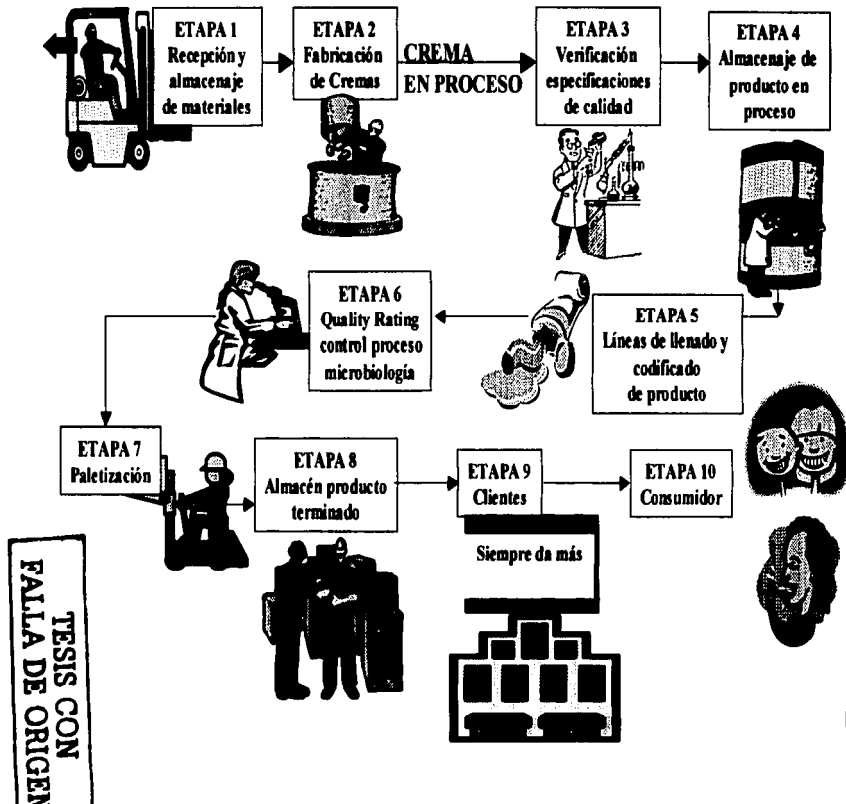 ETAPA 1
Recepción y
almacenaje
de materiales
ETAPA 2
Fabricación
de Cremas
CREMA
EN PROCESO
ETAPA 3
Verificación
especificaciones
de calidad
ETAPA 4
Almacenaje de
producto en
proceso
ETAPA 5
Líneas de llenado y
codificado
de producto
ETAPA 6
Quality Rating
control proceso
microbiología
ETAPA 7
Paletización
ETAPA 8
Almacén producto
terminado
ETAPA 9
Clientes
ETAPA 10
Consumidor
Siempre da más
TESIS CON
FALLA DE ORIGEN